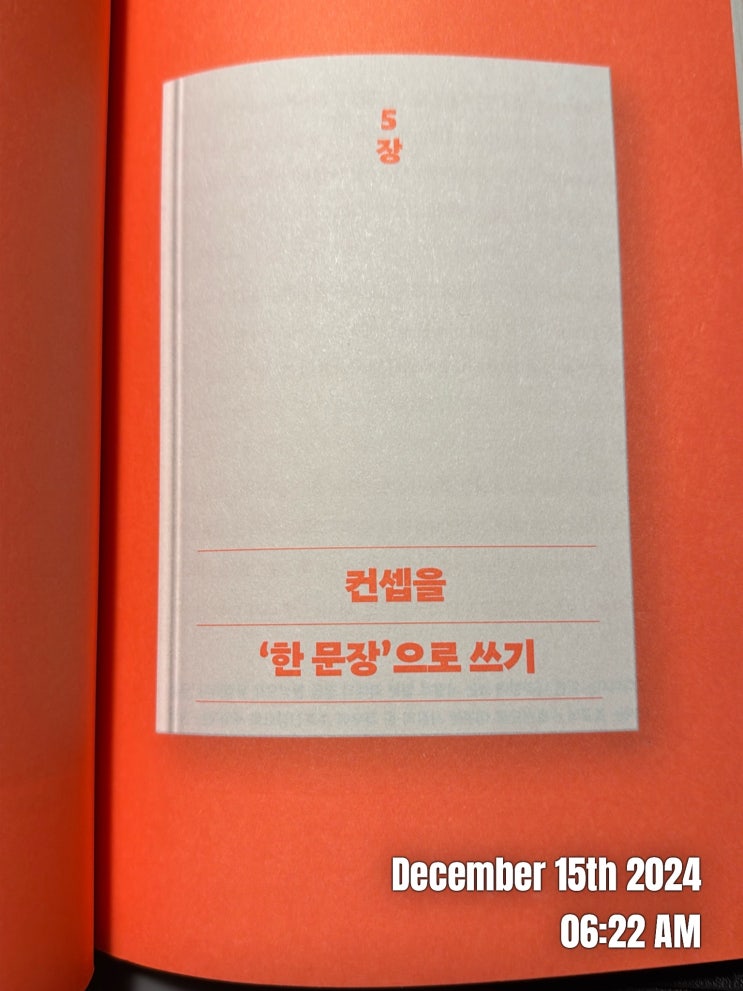 5
장
컨셉을
‘한 문장’으로 쓰기
December 15th 2024
06:22 AM